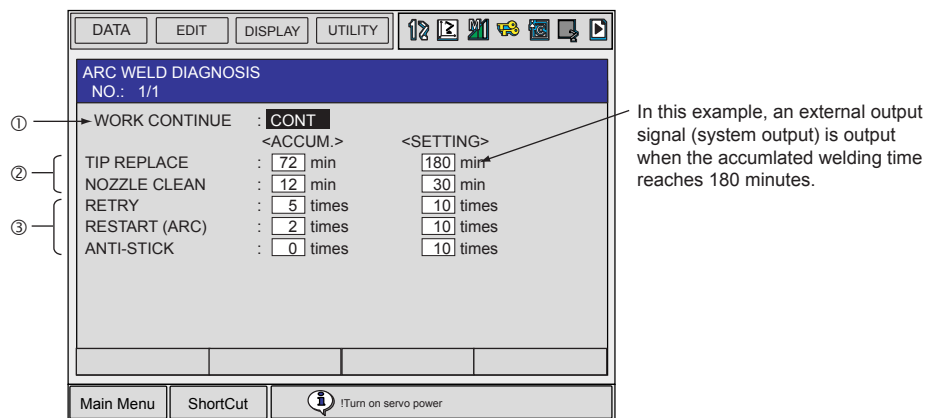 DATA EDIT DISPLAY UTILITY
ARC WELD DIAGNOSIS
NO.: 1/1
① WORK CONTINUE : CONT
<ACCUM.> <SETTING>
② TIP REPLACE : 72 min 180 min
NOZZLE CLEAN : 12 min 30 min
③ RETRY : 5 times 10 times
RESTART (ARC) : 2 times 10 times
ANTI-STICK : 0 times 10 times
Main Menu ShortCut !Turn on servo power
In this example, an external output
signal (system output) is output
when the accumlated welding time
reaches 180 minutes.